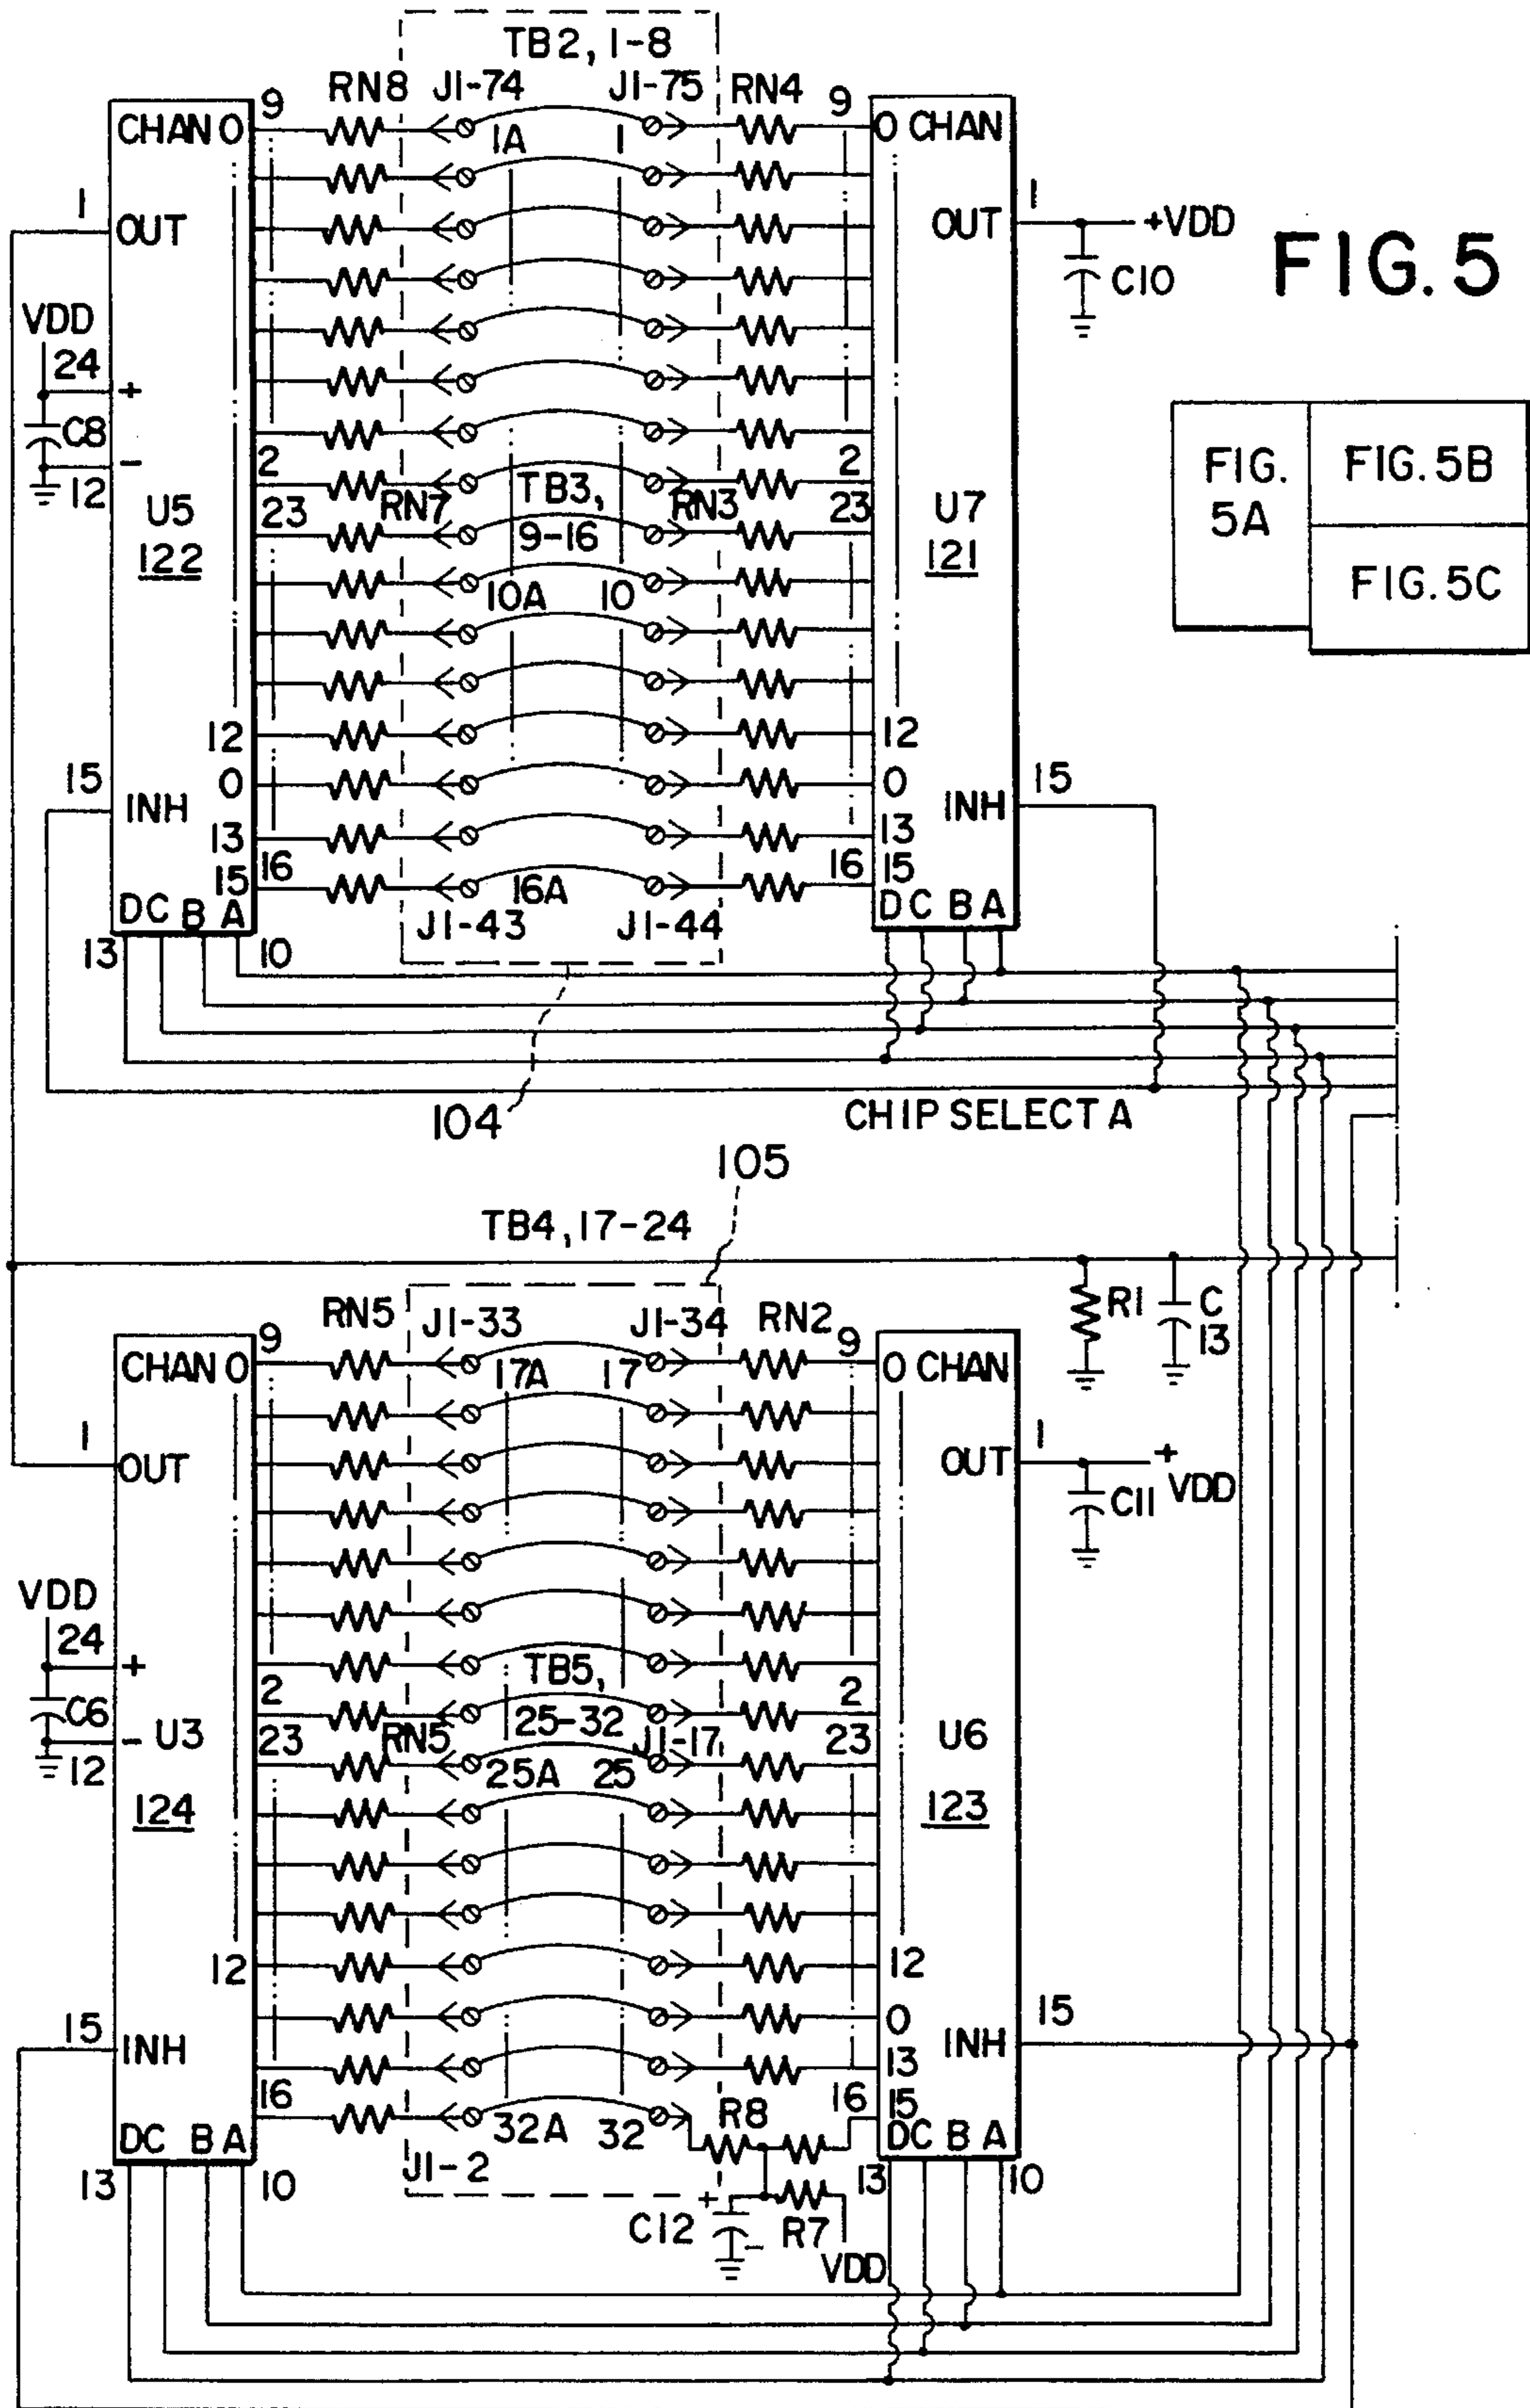 TB2, 1-8
RN8 J1-74 J1-75 RN4
9 9
CHAN 0 1A 1 0 CHAN
1 OUT OUT 1 +VDD
C10
FIG. 5
VDD
24 +
C8
-
12
2 2
U5 23 RN7 TB3, RN3 23 U7
122 9-16 121
10A 10
FIG. 5A FIG. 5B
FIG. 5C
12 12
15 0 0 15
INH INH
13 13
16 16
15 16A 15
DC B A J1-43 J1-44 DC B A
13 10
104 CHIP SELECT A
105
TB4, 17-24
R1 C 13
RN5 J1-33 J1-34 RN2
9 9
CHAN 0 17A 17 0 CHAN
1 OUT OUT 1 + VDD
C11
VDD
24 +
C6
-
12
2 TB5, 2
U3 23 RN5 25-32 J1-17 23 U6
25A 25
124 123
12 12
15 0 15
INH INH
13
16 16
32A 32 R8 15
DC B A DC B A
13 10 J1-2 13 10
+
C12 R7
-
VDD